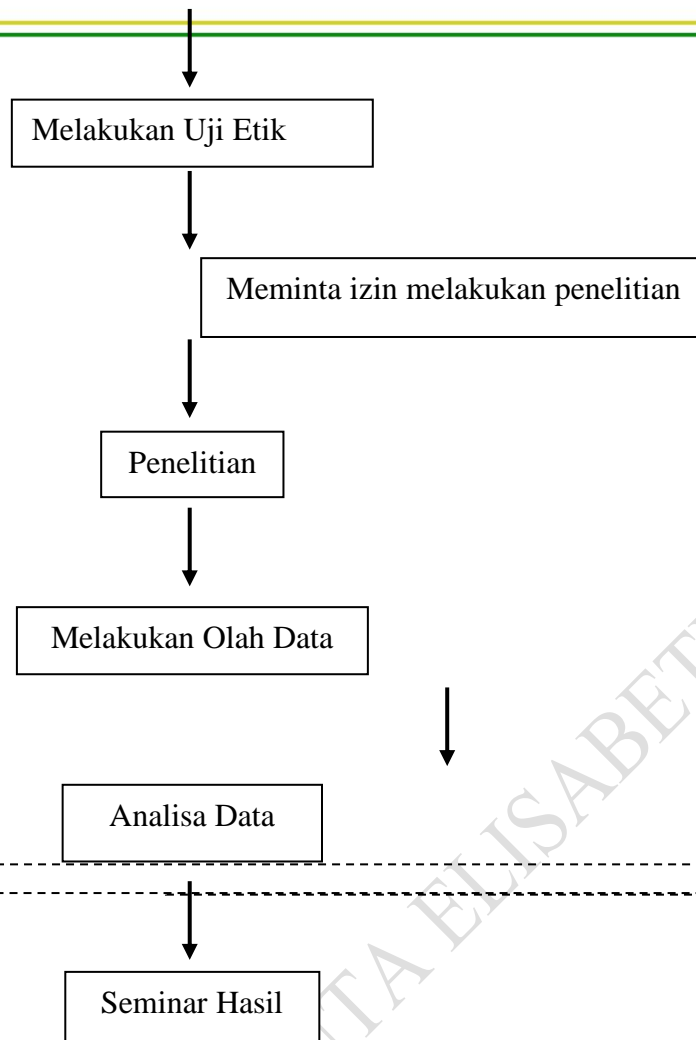 Melakukan Uji Etik
Meminta izin melakukan penelitian
Penelitian
Melakukan Olah Data
Analisa Data
Seminar Hasil